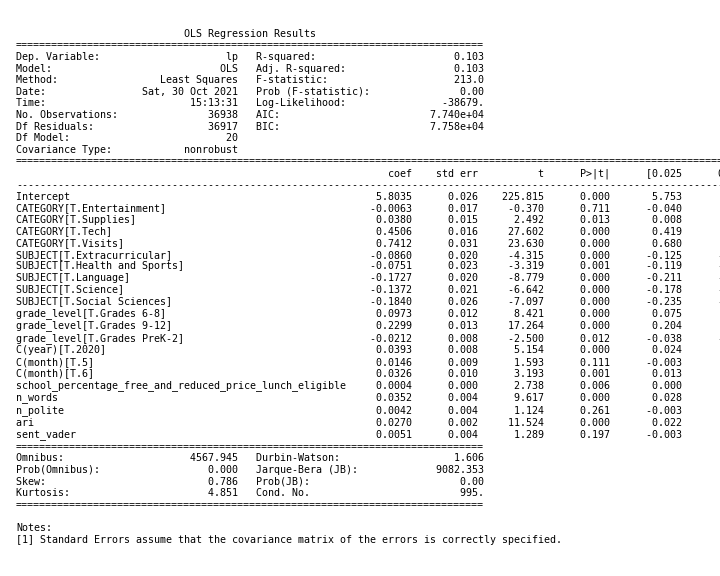 OLS Regression Results
==============================================================================
Dep. Variable:                     lp   R-squared:                       0.103
Model:                            OLS   Adj. R-squared:                  0.103
Method:                 Least Squares   F-statistic:                     213.0
Date:                Sat, 30 Oct 2021   Prob (F-statistic):               0.00
Time:                        15:13:31   Log-Likelihood:                -38679.
No. Observations:               36938   AIC:                         7.740e+04
Df Residuals:                   36917   BIC:                         7.758e+04
Df Model:                          20
Covariance Type:            nonrobust
==============================================================================
coef    std err          t      P>|t|      [0.025
------------------------------------------------------------------------------
Intercept                                                   5.8035      0.026    225.815      0.000       5.753
CATEGORY[T.Entertainment]                                  -0.0063      0.017     -0.370      0.711      -0.040
CATEGORY[T.Supplies]                                        0.0380      0.015      2.492      0.013       0.008
CATEGORY[T.Tech]                                            0.4506      0.016     27.602      0.000       0.419
CATEGORY[T.Visits]                                          0.7412      0.031     23.630      0.000       0.680
SUBJECT[T.Extracurricular]                                 -0.0860      0.020     -4.315      0.000      -0.125
SUBJECT[T.Health and Sports]                               -0.0751      0.023     -3.319      0.001      -0.119
SUBJECT[T.Language]                                        -0.1727      0.020     -8.779      0.000      -0.211
SUBJECT[T.Science]                                         -0.1372      0.021     -6.642      0.000      -0.178
SUBJECT[T.Social Sciences]                                 -0.1840      0.026     -7.097      0.000      -0.235
grade_level[T.Grades 6-8]                                   0.0973      0.012      8.421      0.000       0.075
grade_level[T.Grades 9-12]                                  0.2299      0.013     17.264      0.000       0.204
grade_level[T.Grades PreK-2]                               -0.0212      0.008     -2.500      0.012      -0.038
C(year)[T.2020]                                             0.0393      0.008      5.154      0.000       0.024
C(month)[T.5]                                               0.0146      0.009      1.593      0.111      -0.003
C(month)[T.6]                                               0.0326      0.010      3.193      0.001       0.013
school_percentage_free_and_reduced_price_lunch_eligible     0.0004      0.000      2.738      0.006       0.000
n_words                                                     0.0352      0.004      9.617      0.000       0.028
n_polite                                                    0.0042      0.004      1.124      0.261      -0.003
ari                                                         0.0270      0.002     11.524      0.000       0.022
sent_vader                                                  0.0051      0.004      1.289      0.197      -0.003
==============================================================================
Omnibus:                     4567.945   Durbin-Watson:                   1.606
Prob(Omnibus):                  0.000   Jarque-Bera (JB):             9082.353
Skew:                           0.786   Prob(JB):                         0.00
Kurtosis:                       4.851   Cond. No.                         995.
==============================================================================
Notes:
[1] Standard Errors assume that the covariance matrix of the errors is correctly specified.